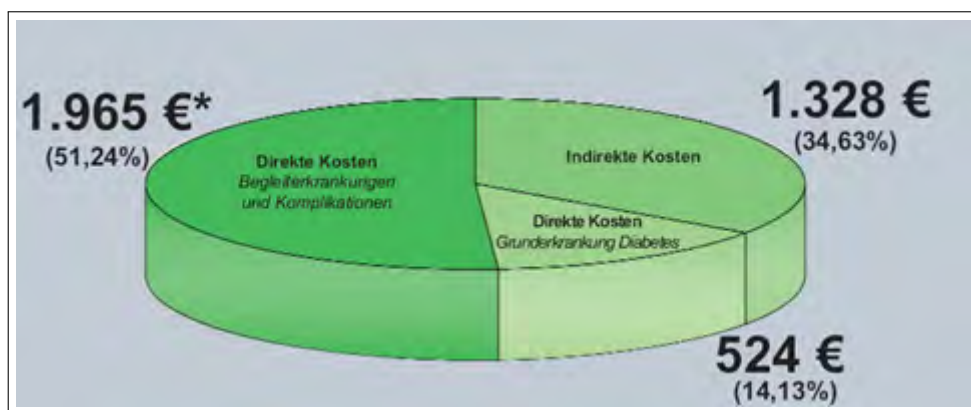 1.965 €*
(51,24%)
Direkte Kosten
Begleiterkrankungen
und Komplikationen
1.328 €
(34,63%)
Indirekte Kosten
Direkte Kosten
Grunderkrankung Diabetes
524 €
(14,13%)